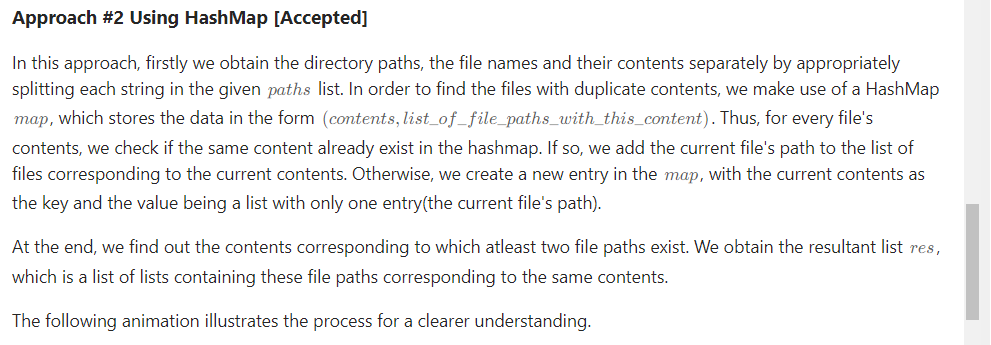 Approach #2 Using HashMap [Accepted]
In this approach, firstly we obtain the directory paths, the file names and their contents separately by appropriately
splitting each string in the given paths list. In order to find the files with duplicate contents, we make use of a HashMap
map, which stores the data in the form (contents, list_of_file_paths_with_this_content). Thus, for every file's
contents, we check if the same content already exist in the hashmap. If so, we add the current file's path to the list of
files corresponding to the current contents. Otherwise, we create a new entry in the map, with the current contents as
the key and the value being a list with only one entry(the current file's path).
At the end, we find out the contents corresponding to which atleast two file paths exist. We obtain the resultant list res,
which is a list of lists containing these file paths corresponding to the same contents.
The following animation illustrates the process for a clearer understanding.